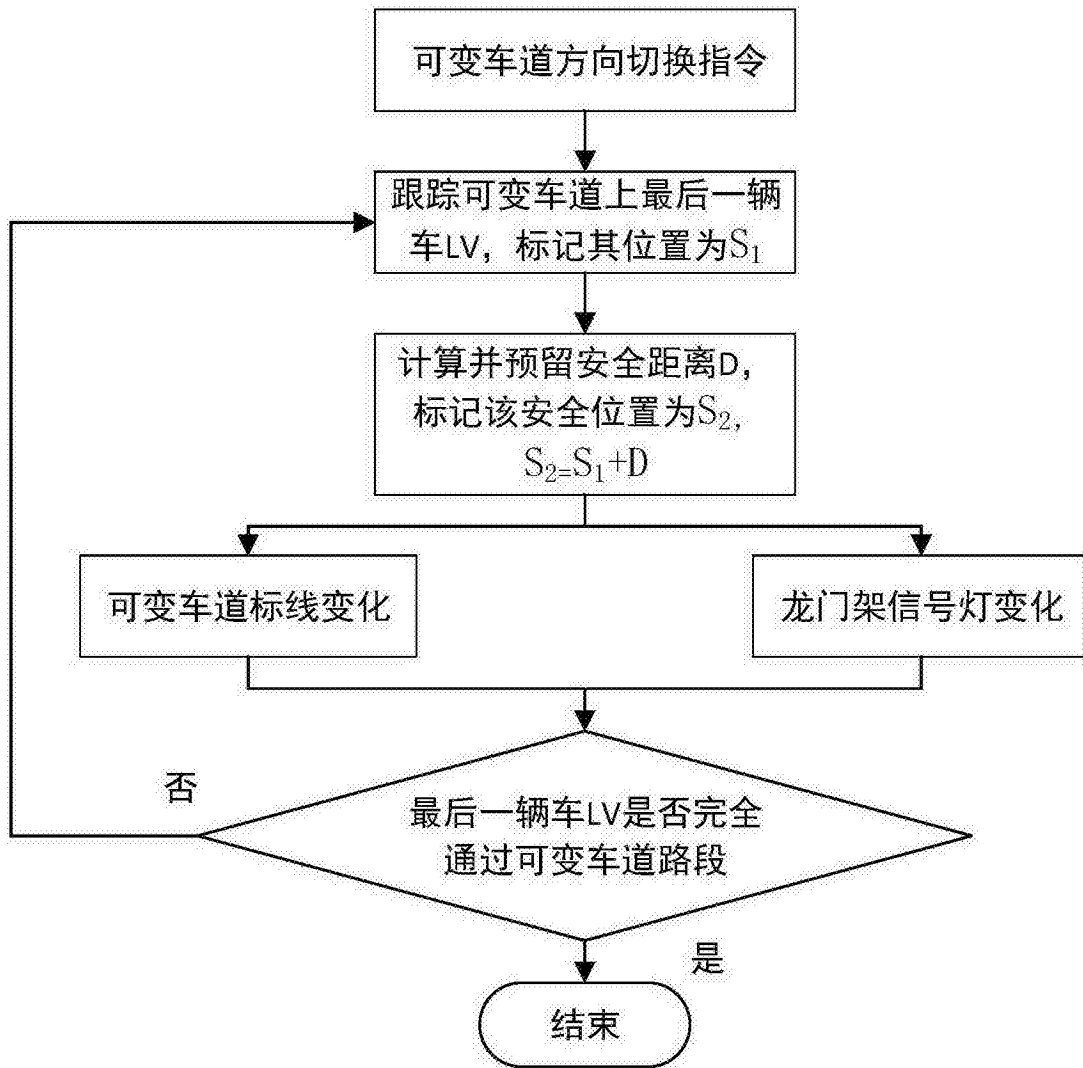 可变车道方向切换指令
跟踪可变车道上最后一辆
车LV，标记其位置为S₁
计算并预留安全距离D，
标记该安全位置为S₂,
S₂=S₁+D
可变车道标线变化
龙门架信号灯变化
否
最后一辆车LV是否完全
通过可变车道路段
是
结束